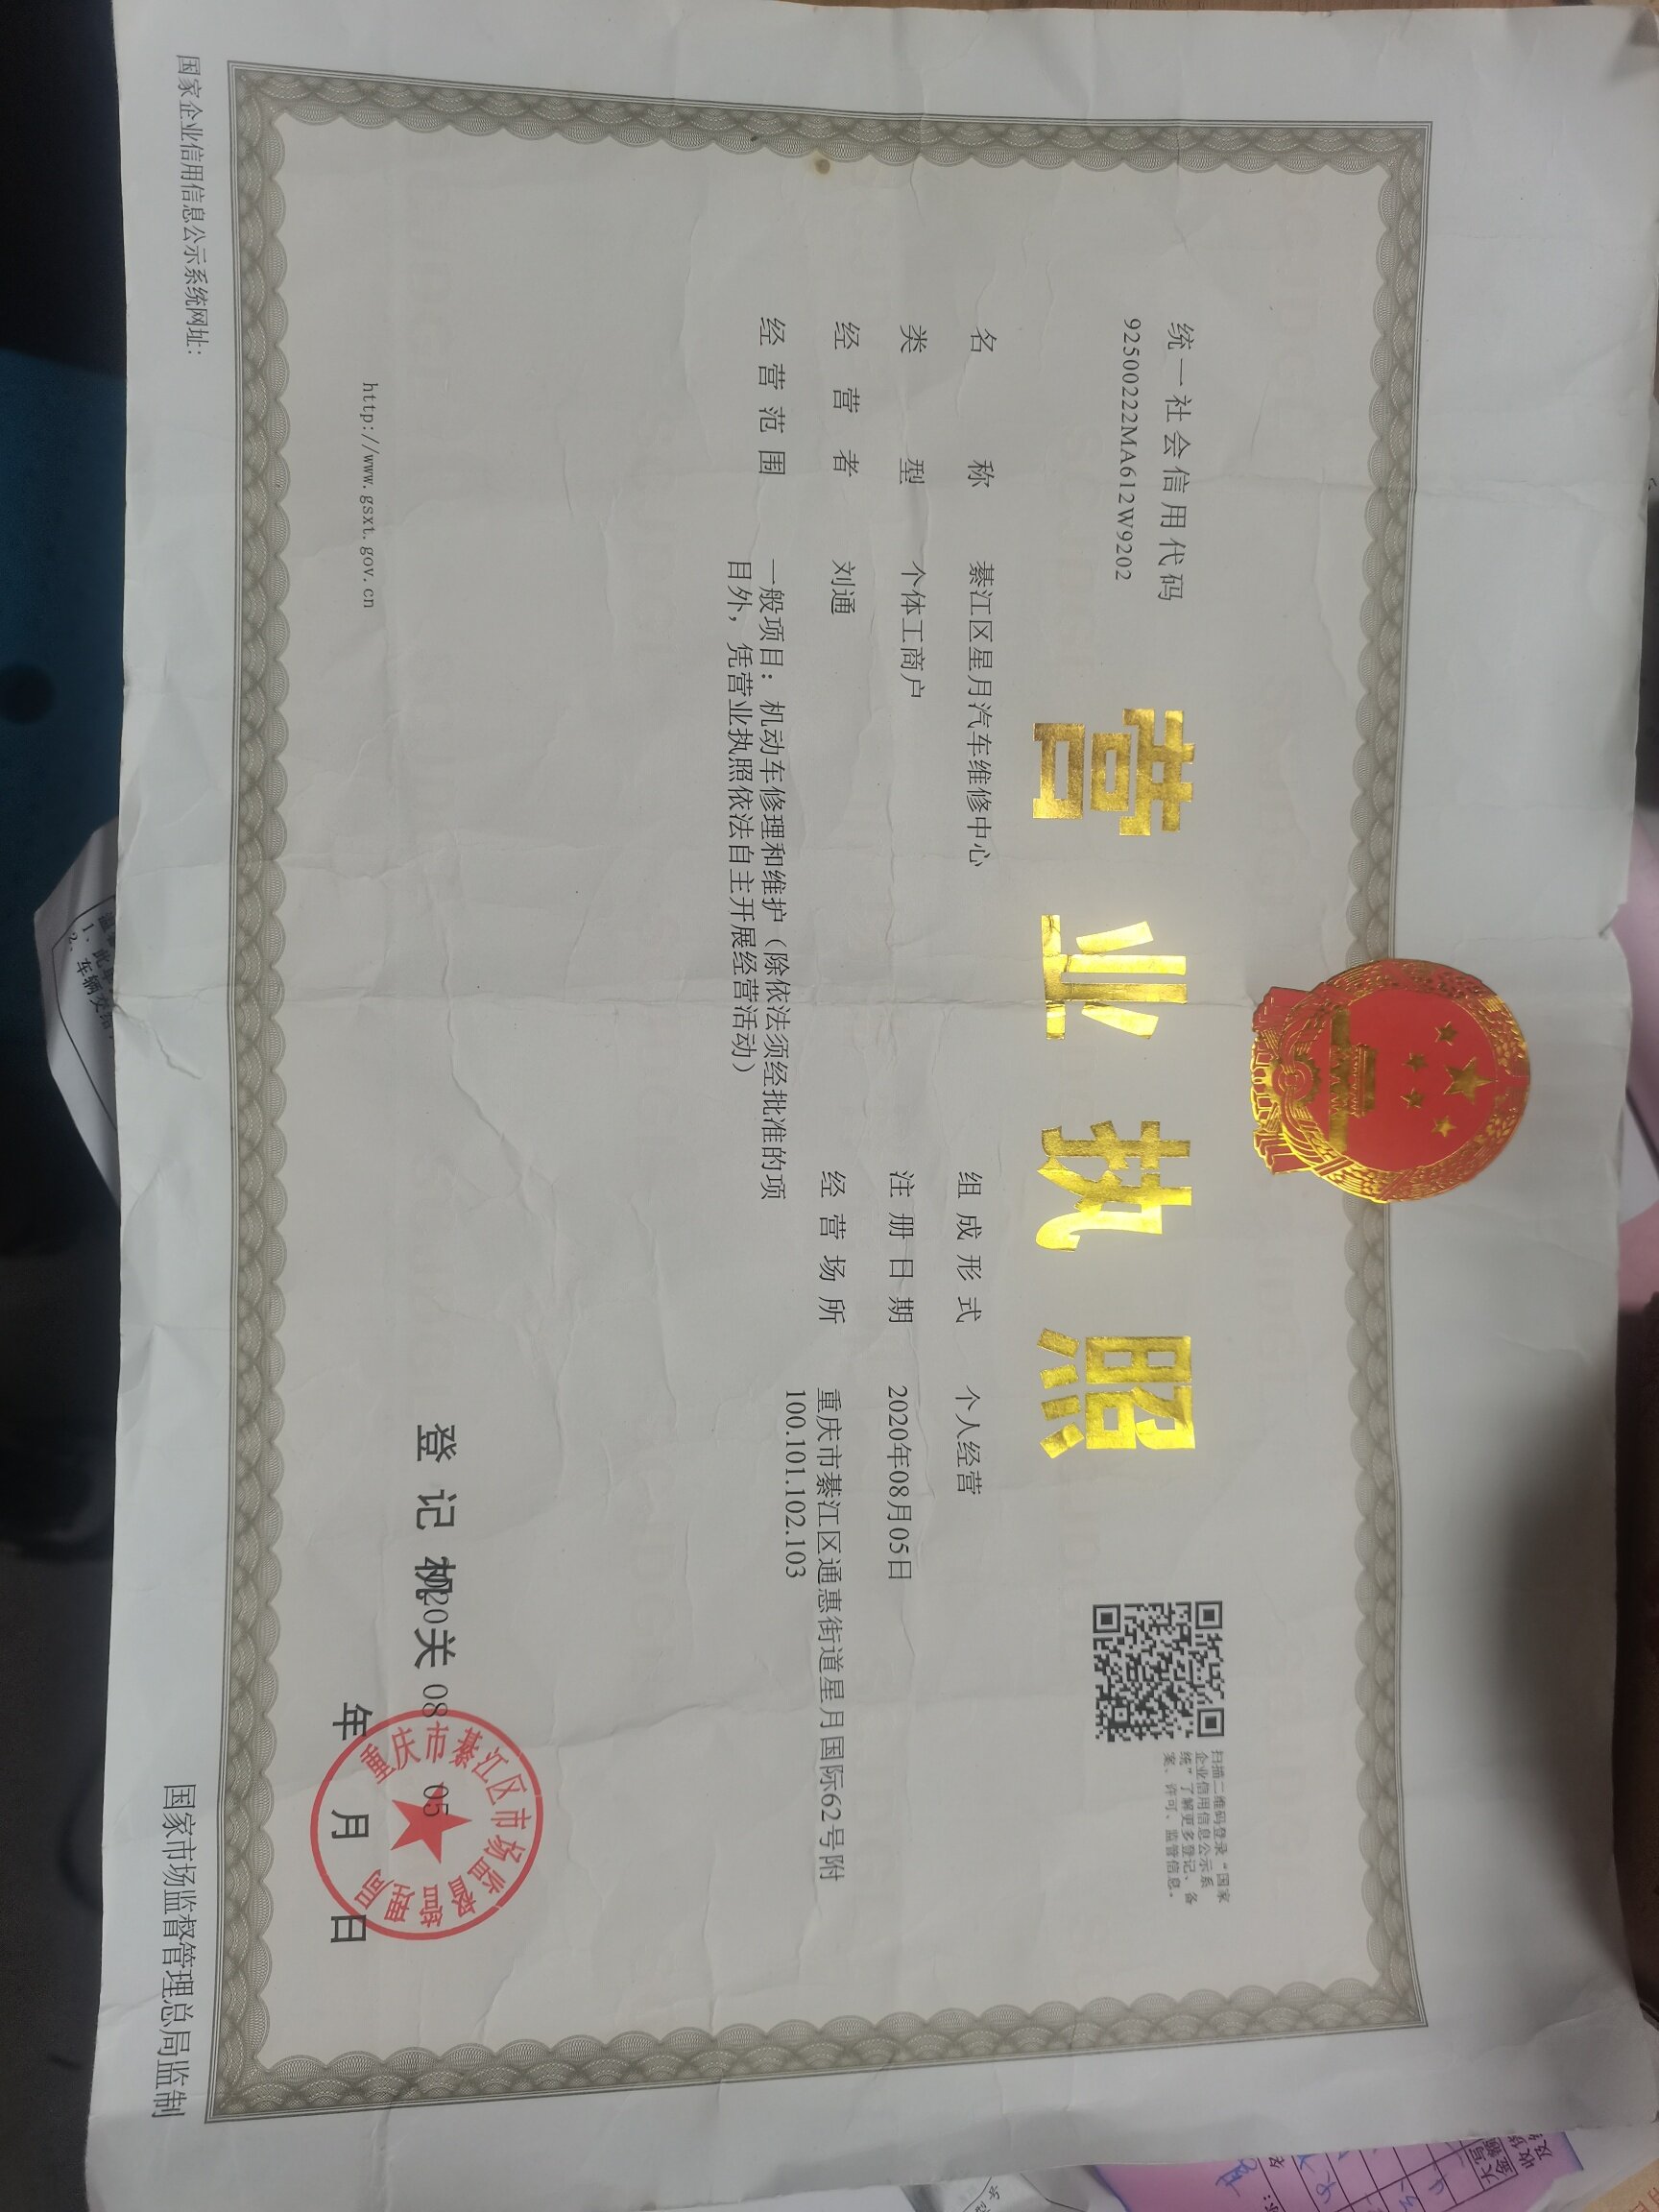 营业执照
扫描二维码登录“国家
企业信用信息公示系
统”了解更多登记、备
案、许可、监管信息。
统一社会信用代码
92500222MA612W9202
名称 綦江区星月汽车维修中心
组成形式 个人经营
类型 个体工商户
注册日期 2020年08月05日
经营者 刘通
经营场所 重庆市綦江区通惠街道星月国际62号附
100.101.102.103
经营范围 一般项目：机动车修理和维护（除依法须经批准的项
目外，凭营业执照依法自主开展经营活动）
登记机关
2020 08 05
年 月 日
重庆市綦江区市场监督管理局
http://www.gsxt.gov.cn
国家企业信用信息公示系统网址：
国家市场监督管理总局监制